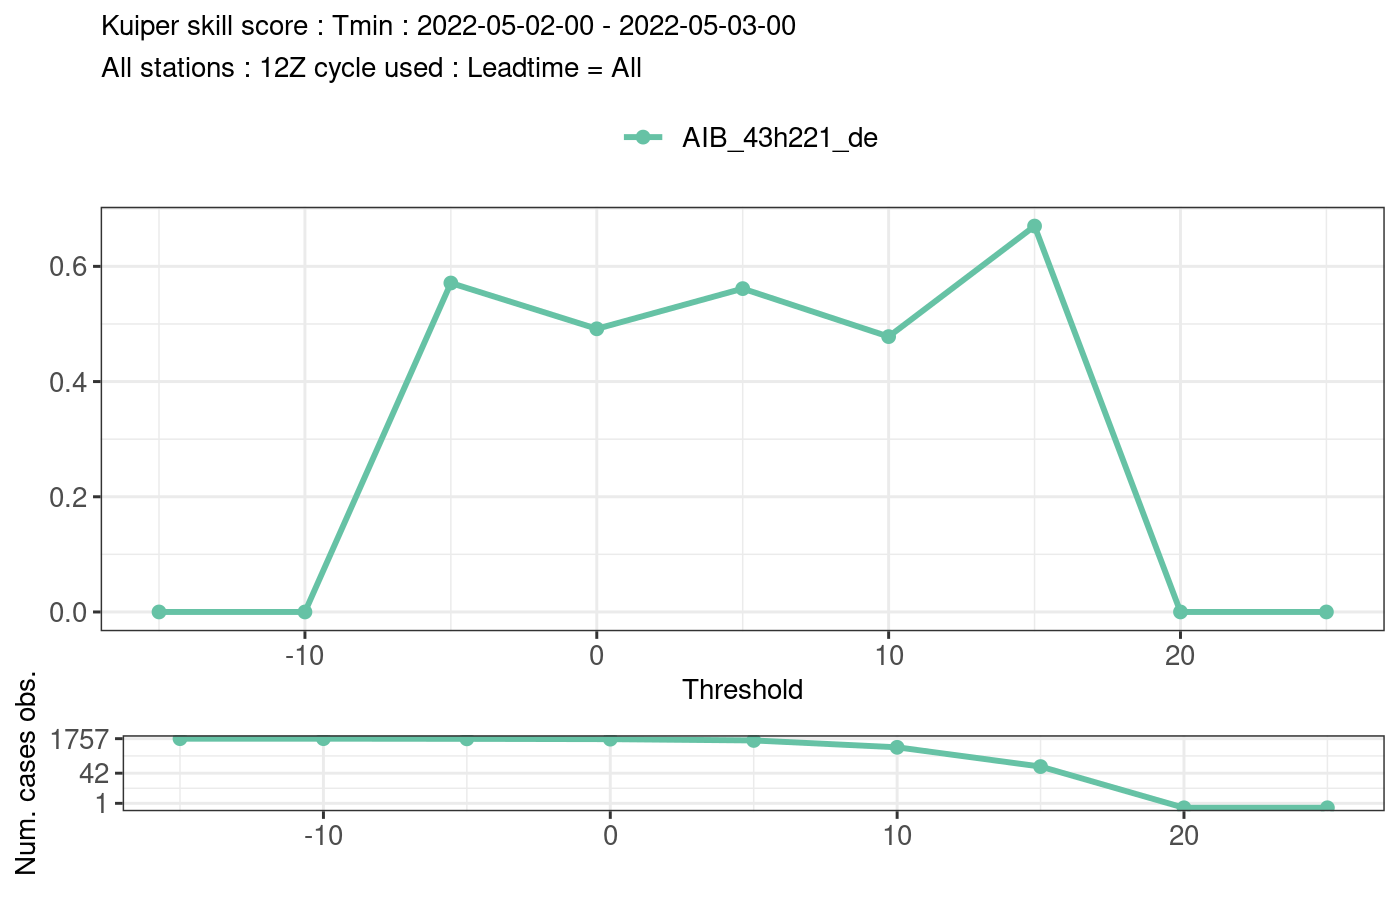 Kuiper skill score : Tmin : 2022-05-02-00 - 2022-05-03-00
All stations : 12Z cycle used : Leadtime = All
AIB_43h221_de
0.6
0.4
0.2
0.0
-10 0 10 20
Threshold
Num. cases obs.
1757
42
1
-10 0 10 20